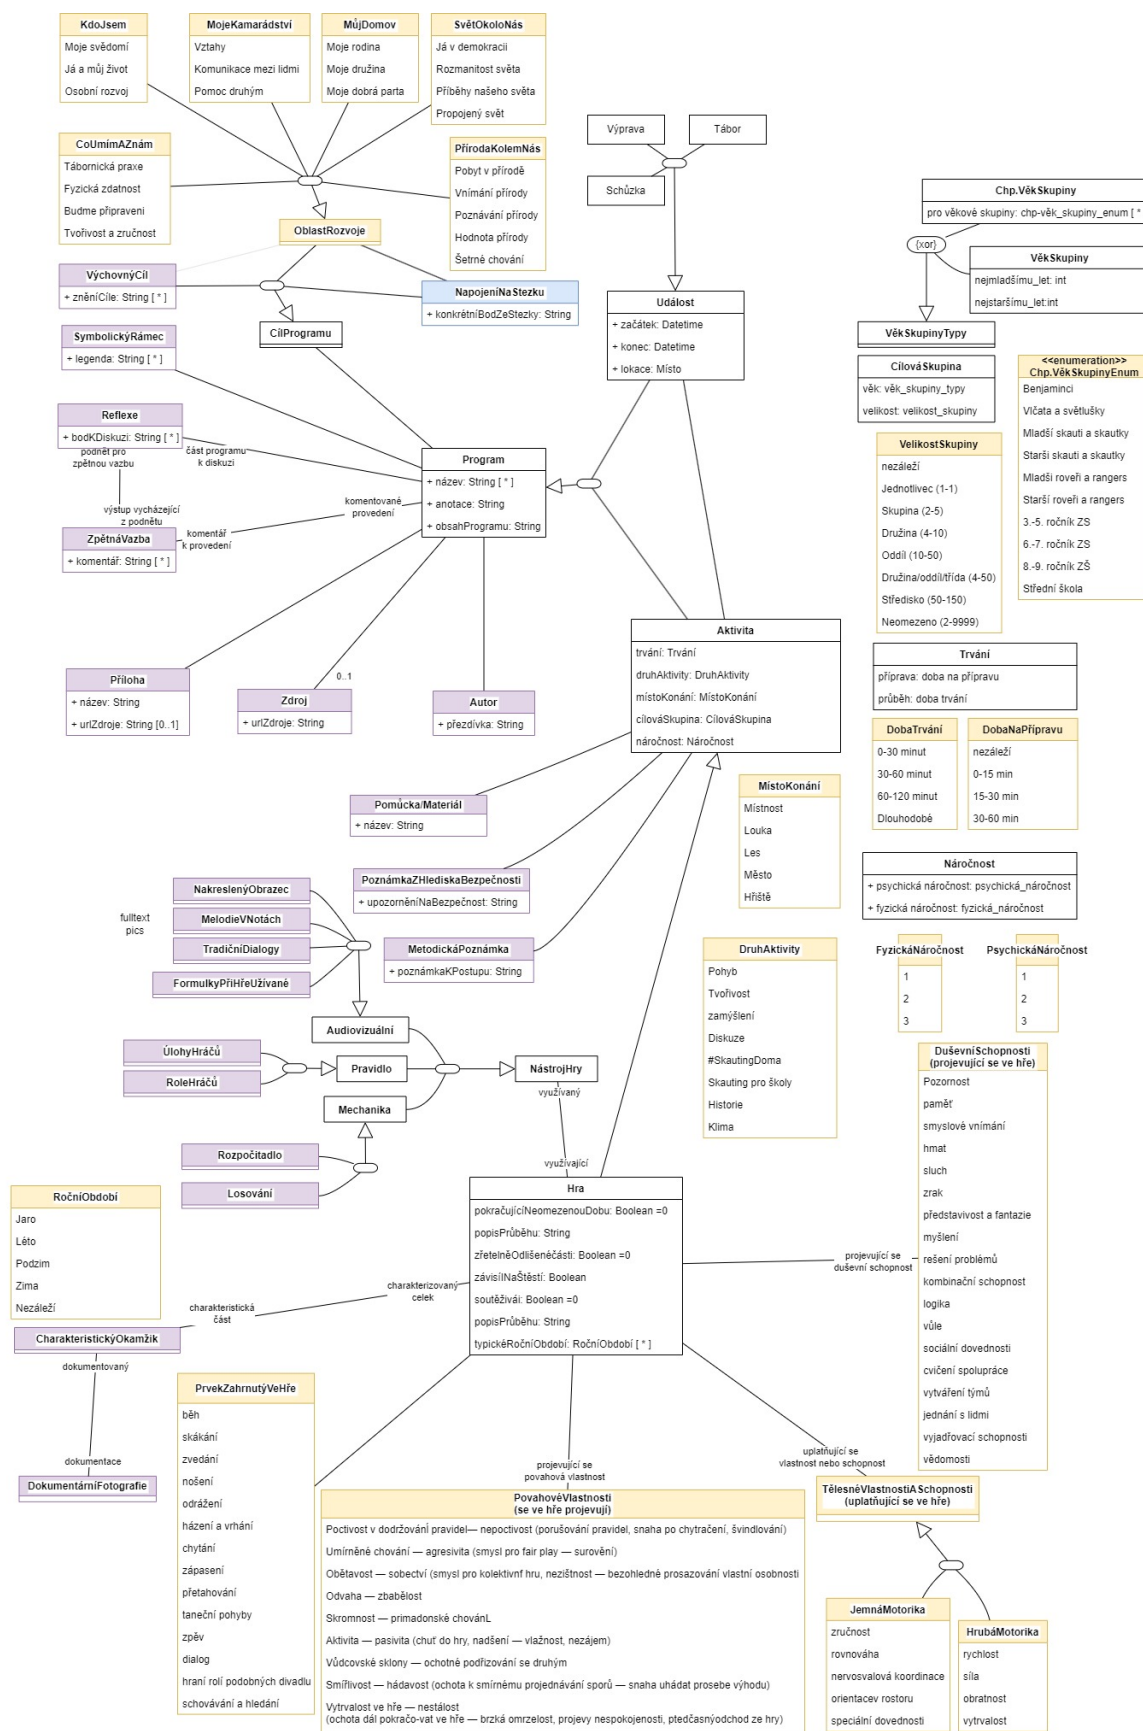 KdoJsem
Moje svědomí
Já a můj život
Osobní rozvoj
MojeKamarádství
Vztahy
Komunikace mezi lidmi
Pomoc druhým
MůjDomov
Moje rodina
Moje družina
Moje dobrá parta
SvětOkoloNás
Já v demokracii
Rozmanitost světa
Příběhy našeho světa
Propojený svět
CoUmímAZnám
Tábornická praxe
Fyzická zdatnost
Budme připraveni
Tvořivost a zručnost
PřírodaKolemNás
Pobyt v přírodě
Vnímání přírody
Poznávání přírody
Hodnota přírody
Šetrné chování
OblastRozvoje
Výprava
Tábor
Schůzka
Chp.VěkSkupiny
pro věkové skupiny: chp-věk_skupiny_enum [ *
{xor}
VěkSkupiny
nejmladšímu_let: int
nejstaršímu_let:int
VýchovnýCíl
+ zněníCíle: String [ * ]
NapojeníNaStezku
+ konkrétníBodZeStezky: String
Událost
+ začátek: Datetime
+ konec: Datetime
+ lokace: Místo
CílProgramu
VěkSkupinyTypy
SymbolickýRámec
+ legenda: String [ * ]
CílováSkupina
věk: věk_skupiny_typy
velikost: velikost_skupiny
<<enumeration>>
Chp.VěkSkupinyEnum
Benjaminci
Vlčata a světlušky
Mladší skauti a skautky
Starši skauti a skautky
Mladši roveři a rangers
Starší roveři a rangers
3.-5. ročník ZS
6.-7. ročník ZS
8.-9. ročník ZŠ
Střední škola
Reflexe
+ bodKDiskuzi: String [ * ]
podnět pro
zpětnou vazbu
část programu
k diskuzi
VelikostSkupiny
nezáleží
Jednotlivec (1-1)
Skupina (2-5)
Družina (4-10)
Oddíl (10-50)
Družina/oddíl/třída (4-50)
Středisko (50-150)
Neomezeno (2-9999)
Program
+ název: String [ * ]
+ anotace: String
+ obsahProgramu: String
komentované
provedení
výstup vycházející
z podnětu
ZpětnáVazba
+ komentář: String [ * ]
komentář
k provedení
Aktivita
trvání: Trvání
druhAktivity: DruhAktivity
místoKonání: MístoKonání
cílováSkupina: CílováSkupina
náročnost: Náročnost
Trvání
příprava: doba na přípravu
průběh: doba trvání
Příloha
+ název: String
+ urlZdroje: String [0..1]
0..1
Zdroj
+ urlZdroje: String
Autor
+ přezdívka: String
DobaTrvání
0-30 minut
30-60 minut
60-120 minut
Dlouhodobé
DobaNaPřípravu
nezáleží
0-15 min
15-30 min
30-60 min
Pomůcka/Materiál
+ název: String
MístoKonání
Místnost
Louka
Les
Město
Hřiště
PoznámkaZHlediskaBezpečnosti
+ upozorněníNaBezpečnost: String
Náročnost
+ psychická náročnost: psychická_náročnost
+ fyzická náročnost: fyzická_náročnost
fulltext
pics
NakreslenýObrazec
MelodieVNotách
TradičníDialogy
FormulkyPřiHřeUžívané
MetodickáPoznámka
+ poznámkaKPostupu: String
DruhAktivity
Pohyb
Tvořivost
zamýšlení
Diskuze
#SkautingDoma
Skauting pro školy
Historie
Klima
FyzickáNáročnost
1
2
3
PsychickáNáročnost
1
2
3
Audiovizuální
ÚlohyHráčů
RoleHráčů
Pravidlo
Mechanika
NástrojHry
využívaný
Rozpočítadlo
Losování
využívající
DuševníSchopnosti
(projevující se ve hře)
Pozornost
paměť
smyslové vnímání
hmat
sluch
zrak
představivost a fantazie
myšlení
rešení problémů
kombinační schopnost
logika
vůle
sociální dovednosti
cvičení spolupráce
vytváření týmů
jednání s lidmi
vyjadřovací schopnosti
vědomosti
RočníObdobí
Jaro
Léto
Podzim
Zima
Nezáleží
Hra
pokračujícíNeomezenouDobu: Boolean =0
popisPrůběhu: String
zřetelněOdlišenéčásti: Boolean =0
závisíINaŠtěstí: Boolean
soutěživái: Boolean =0
popisPrůběhu: String
typickéRočníObdobí: RočníObdobí [ * ]
projevující se
duševní schopnost
charakterizovaný
celek
charakteristická
část
CharakteristickýOkamžik
dokumentovaný
dokumentace
DokumentárníFotografie
PrvekZahrnutýVeHře
běh
skákání
zvedání
nošení
odrážení
házení a vrhání
chytání
zápasení
přetahování
taneční pohyby
zpěv
dialog
hraní rolí podobných divadlu
schovávání a hledání
projevující se
povahová vlastnost
uplatňující se
vlastnost nebo schopnost
PovahovéVlastnosti
(se ve hře projevují)
Poctivost v dodržování pravidel— nepoctivost (porušování pravidel, snaha po chytračení, švindlování)
Umírněné chování — agresivita (smysl pro fair play — surovění)
Obětavost — sobectví (smysl pro kolektivnf hru, nezištnost — bezohledné prosazování vlastní osobnosti
Odvaha — zbabělost
Skromnost — primadonské chovánL
Aktivita — pasivita (chuť do hry, nadšení — vlažnost, nezájem)
Vůdcovské sklony — ochotné podřizování se druhým
Smířlivost — hádavost (ochota k smírnému projednávání sporů — snaha uhádat prosebe výhodu)
Vytrvalost ve hře — nestálost
(ochota dál pokračo-vat ve hře — brzká omrzelost, projevy nespokojenosti, ptedčasnýodchod ze hry)
TělesnéVlastnostiASchopnosti
(uplatňující se ve hře)
JemnáMotorika
zručnost
rovnováha
nervosvalová koordinace
orientacev rostoru
speciální dovednosti
HrubáMotorika
rychlost
síla
obratnost
vytrvalost